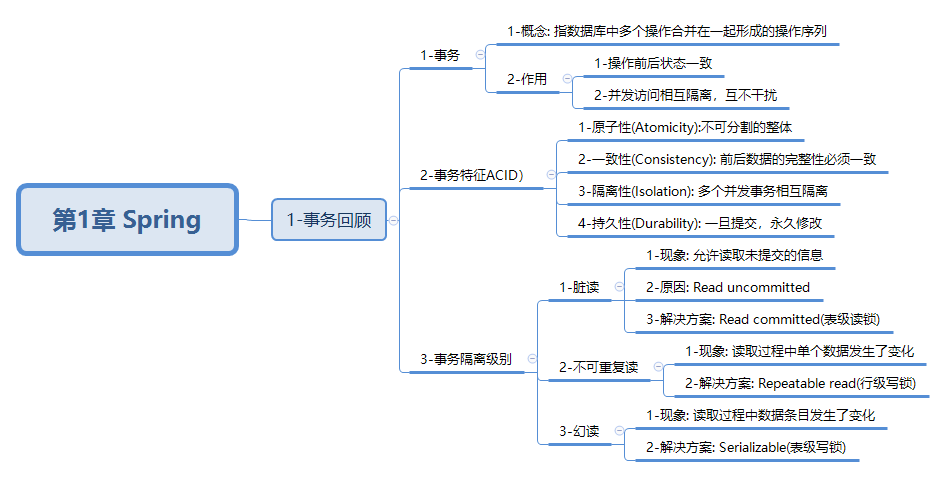 第1章 Spring
1-事务回顾
1-事务
1-概念: 指数据库中多个操作合并在一起形成的操作序列
2-作用
1-操作前后状态一致
2-并发访问相互隔离，互不干扰
2-事务特征ACID）
1-原子性(Atomicity):不可分割的整体
2-一致性(Consistency): 前后数据的完整性必须一致
3-隔离性(Isolation): 多个并发事务相互隔离
4-持久性(Durability): 一旦提交，永久修改
3-事务隔离级别
1-脏读
1-现象: 允许读取未提交的信息
2-原因: Read uncommitted
3-解决方案: Read committed(表级读锁)
2-不可重复读
1-现象: 读取过程中单个数据发生了变化
2-解决方案: Repeatable read(行级写锁)
3-幻读
1-现象: 读取过程中数据条目发生了变化
2-解决方案: Serializable(表级写锁)